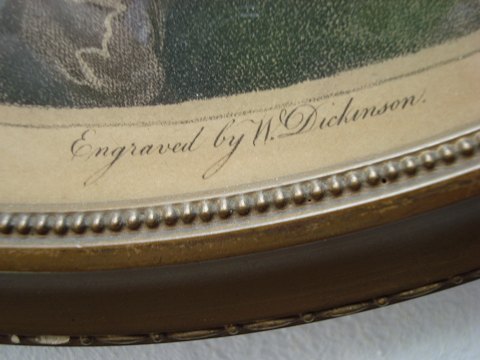 Engraved by W. Dickinson.